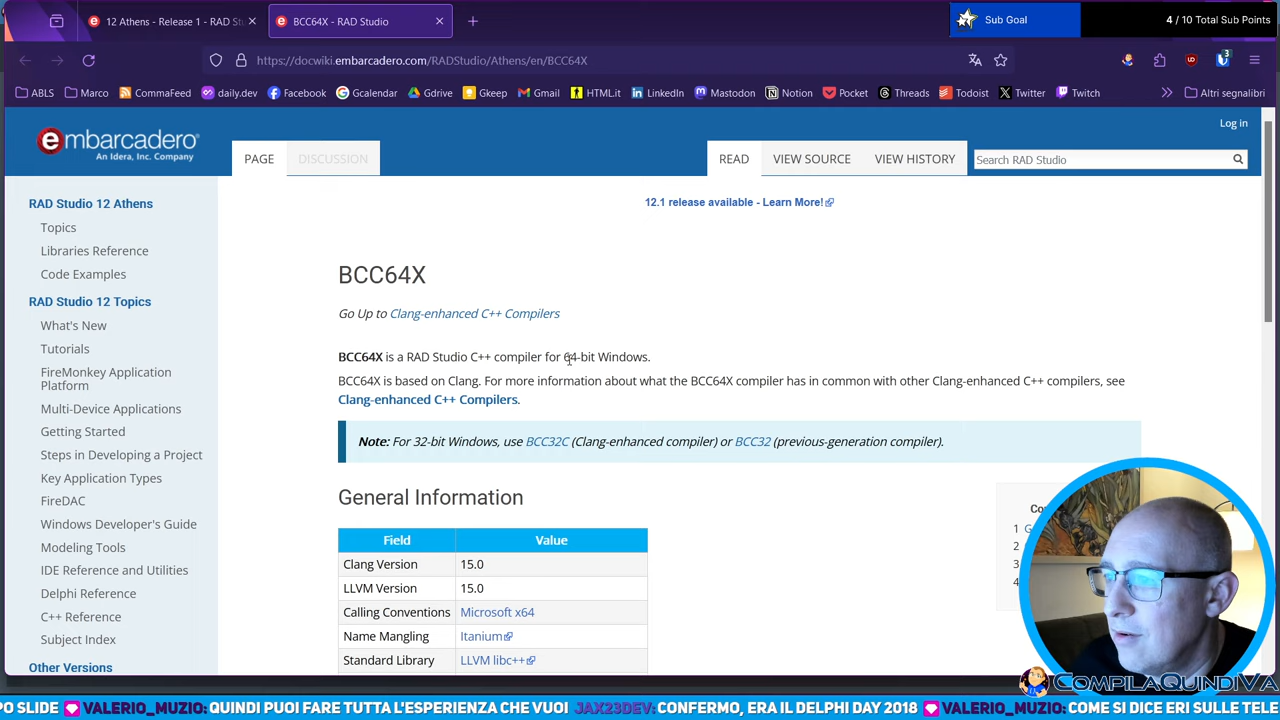 12 Athens - Release 1 - RAD Stu
BCC64X - RAD Studio
Sub Goal
4 / 10 Total Sub Points
https://docwiki.embarcadero.com/RADStudio/Athens/en/BCC64X
3
ABLS
Marco
CommaFeed
daily.dev
Facebook
Gcalendar
Gdrive
Gkeep
Gmail
HTML.it
LinkedIn
Mastodon
Notion
Pocket
Threads
Todoist
Twitter
Twitch
Altri segnalibri
embarcadero
An Idera, Inc. Company
Log in
PAGE
DISCUSSION
READ
VIEW SOURCE
VIEW HISTORY
Search RAD Studio
RAD Studio 12 Athens
Topics
Libraries Reference
Code Examples
RAD Studio 12 Topics
What's New
Tutorials
FireMonkey Application
Platform
Multi-Device Applications
Getting Started
Steps in Developing a Project
Key Application Types
FireDAC
Windows Developer's Guide
Modeling Tools
IDE Reference and Utilities
Delphi Reference
C++ Reference
Subject Index
Other Versions
12.1 release available - Learn More!
BCC64X
Go Up to Clang-enhanced C++ Compilers
BCC64X is a RAD Studio C++ compiler for 64-bit Windows.
BCC64X is based on Clang. For more information about what the BCC64X compiler has in common with other Clang-enhanced C++ compilers, see
Clang-enhanced C++ Compilers.
Note: For 32-bit Windows, use BCC32C (Clang-enhanced compiler) or BCC32 (previous-generation compiler).
General Information
Field Value
Clang Version 15.0
LLVM Version 15.0
Calling Conventions Microsoft x64
Name Mangling Itanium
Standard Library LLVM libc++
1
2
3
4
CompilaQuindiVa
PO SLIDE VALERIO_MUZIO: QUINDI PUOI FARE TUTTA L'ESPERIENZA CHE VUOI JAX23DEV: CONFERMO, ERA IL DELPHI DAY 2018 VALERIO_MUZIO: COME SI DICE ERI SULLE TELE